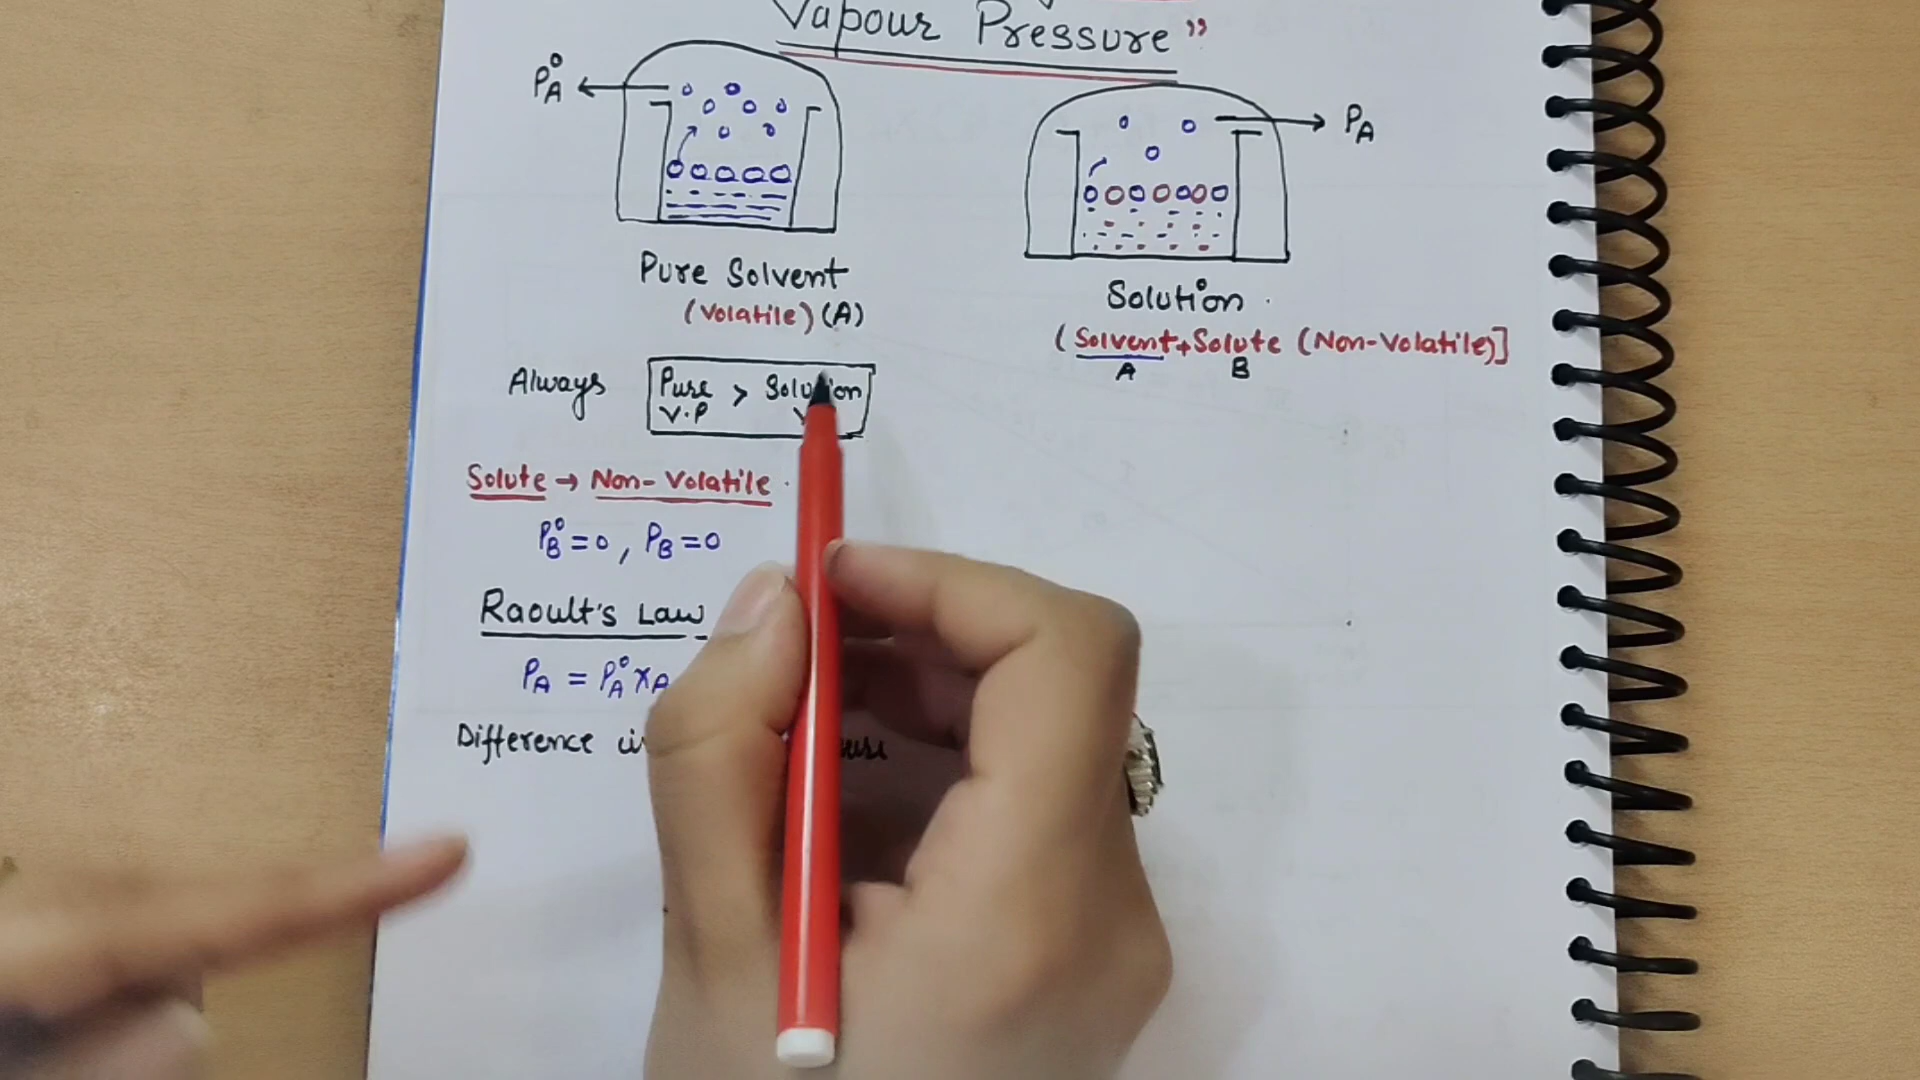 Vapour Pressure”
P°A
PA
Pure Solvent
(Volatile) (A)
Solution
(Solvent + Solute (Non-Volatile)]
A B
Always Pure > Solution
V.P V
Solute → Non-Volatile
P°B = 0, PB = 0
Raoult's Law
PA = P°A XA
Difference